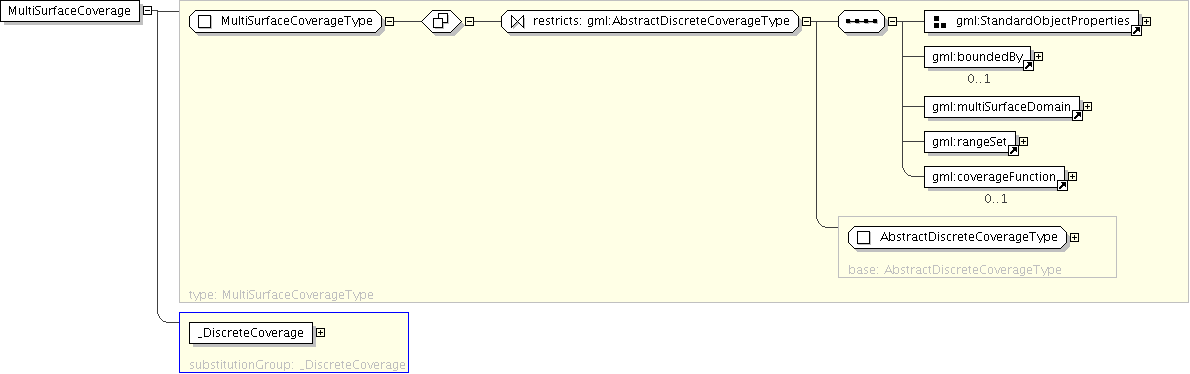 MultiSurfaceCoverage
MultiSurfaceCoverageType
restricts: gml:AbstractDiscreteCoverageType
gml:StandardObjectProperties
gml:boundedBy
0..1
gml:multiSurfaceDomain
gml:rangeSet
gml:coverageFunction
0..1
AbstractDiscreteCoverageType
base: AbstractDiscreteCoverageType
type: MultiSurfaceCoverageType
_DiscreteCoverage
substitutionGroup: _DiscreteCoverage